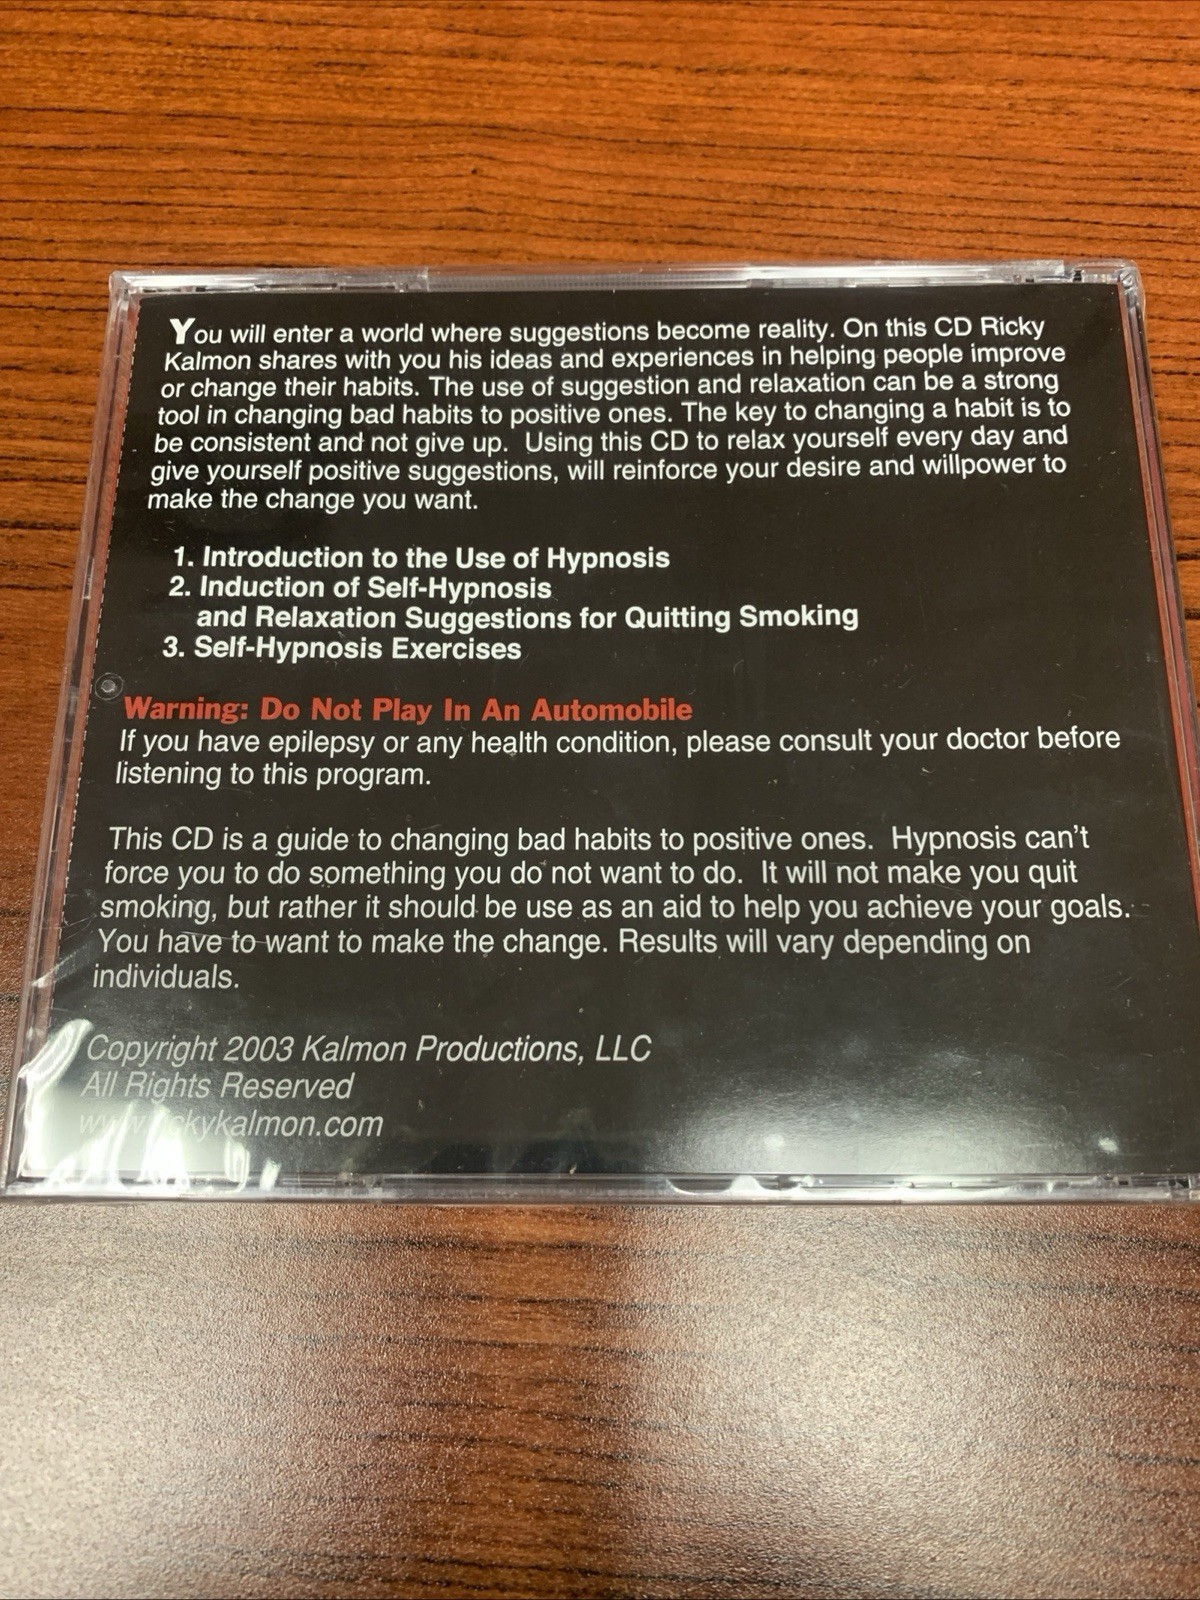 You will enter a world where suggestions become reality. On this CD Ricky
Kalmon shares with you his ideas and experiences in helping people improve
or change their habits. The use of suggestion and relaxation can be a strong
tool in changing bad habits to positive ones. The key to changing a habit is to
be consistent and not give up. Using this CD to relax yourself every day and
give yourself positive suggestions, will reinforce your desire and willpower to
make the change you want.
1. Introduction to the Use of Hypnosis
2. Induction of Self-Hypnosis
and Relaxation Suggestions for Quitting Smoking
3. Self-Hypnosis Exercises
Warning: Do Not Play In An Automobile
If you have epilepsy or any health condition, please consult your doctor before
listening to this program.
This CD is a guide to changing bad habits to positive ones. Hypnosis can't
force you to do something you do not want to do. It will not make you quit
smoking, but rather it should be use as an aid to help you achieve your goals.
You have to want to make the change. Results will vary depending on
individuals.
Copyright 2003 Kalmon Productions, LLC
All Rights Reserved
www.rickykalmon.com